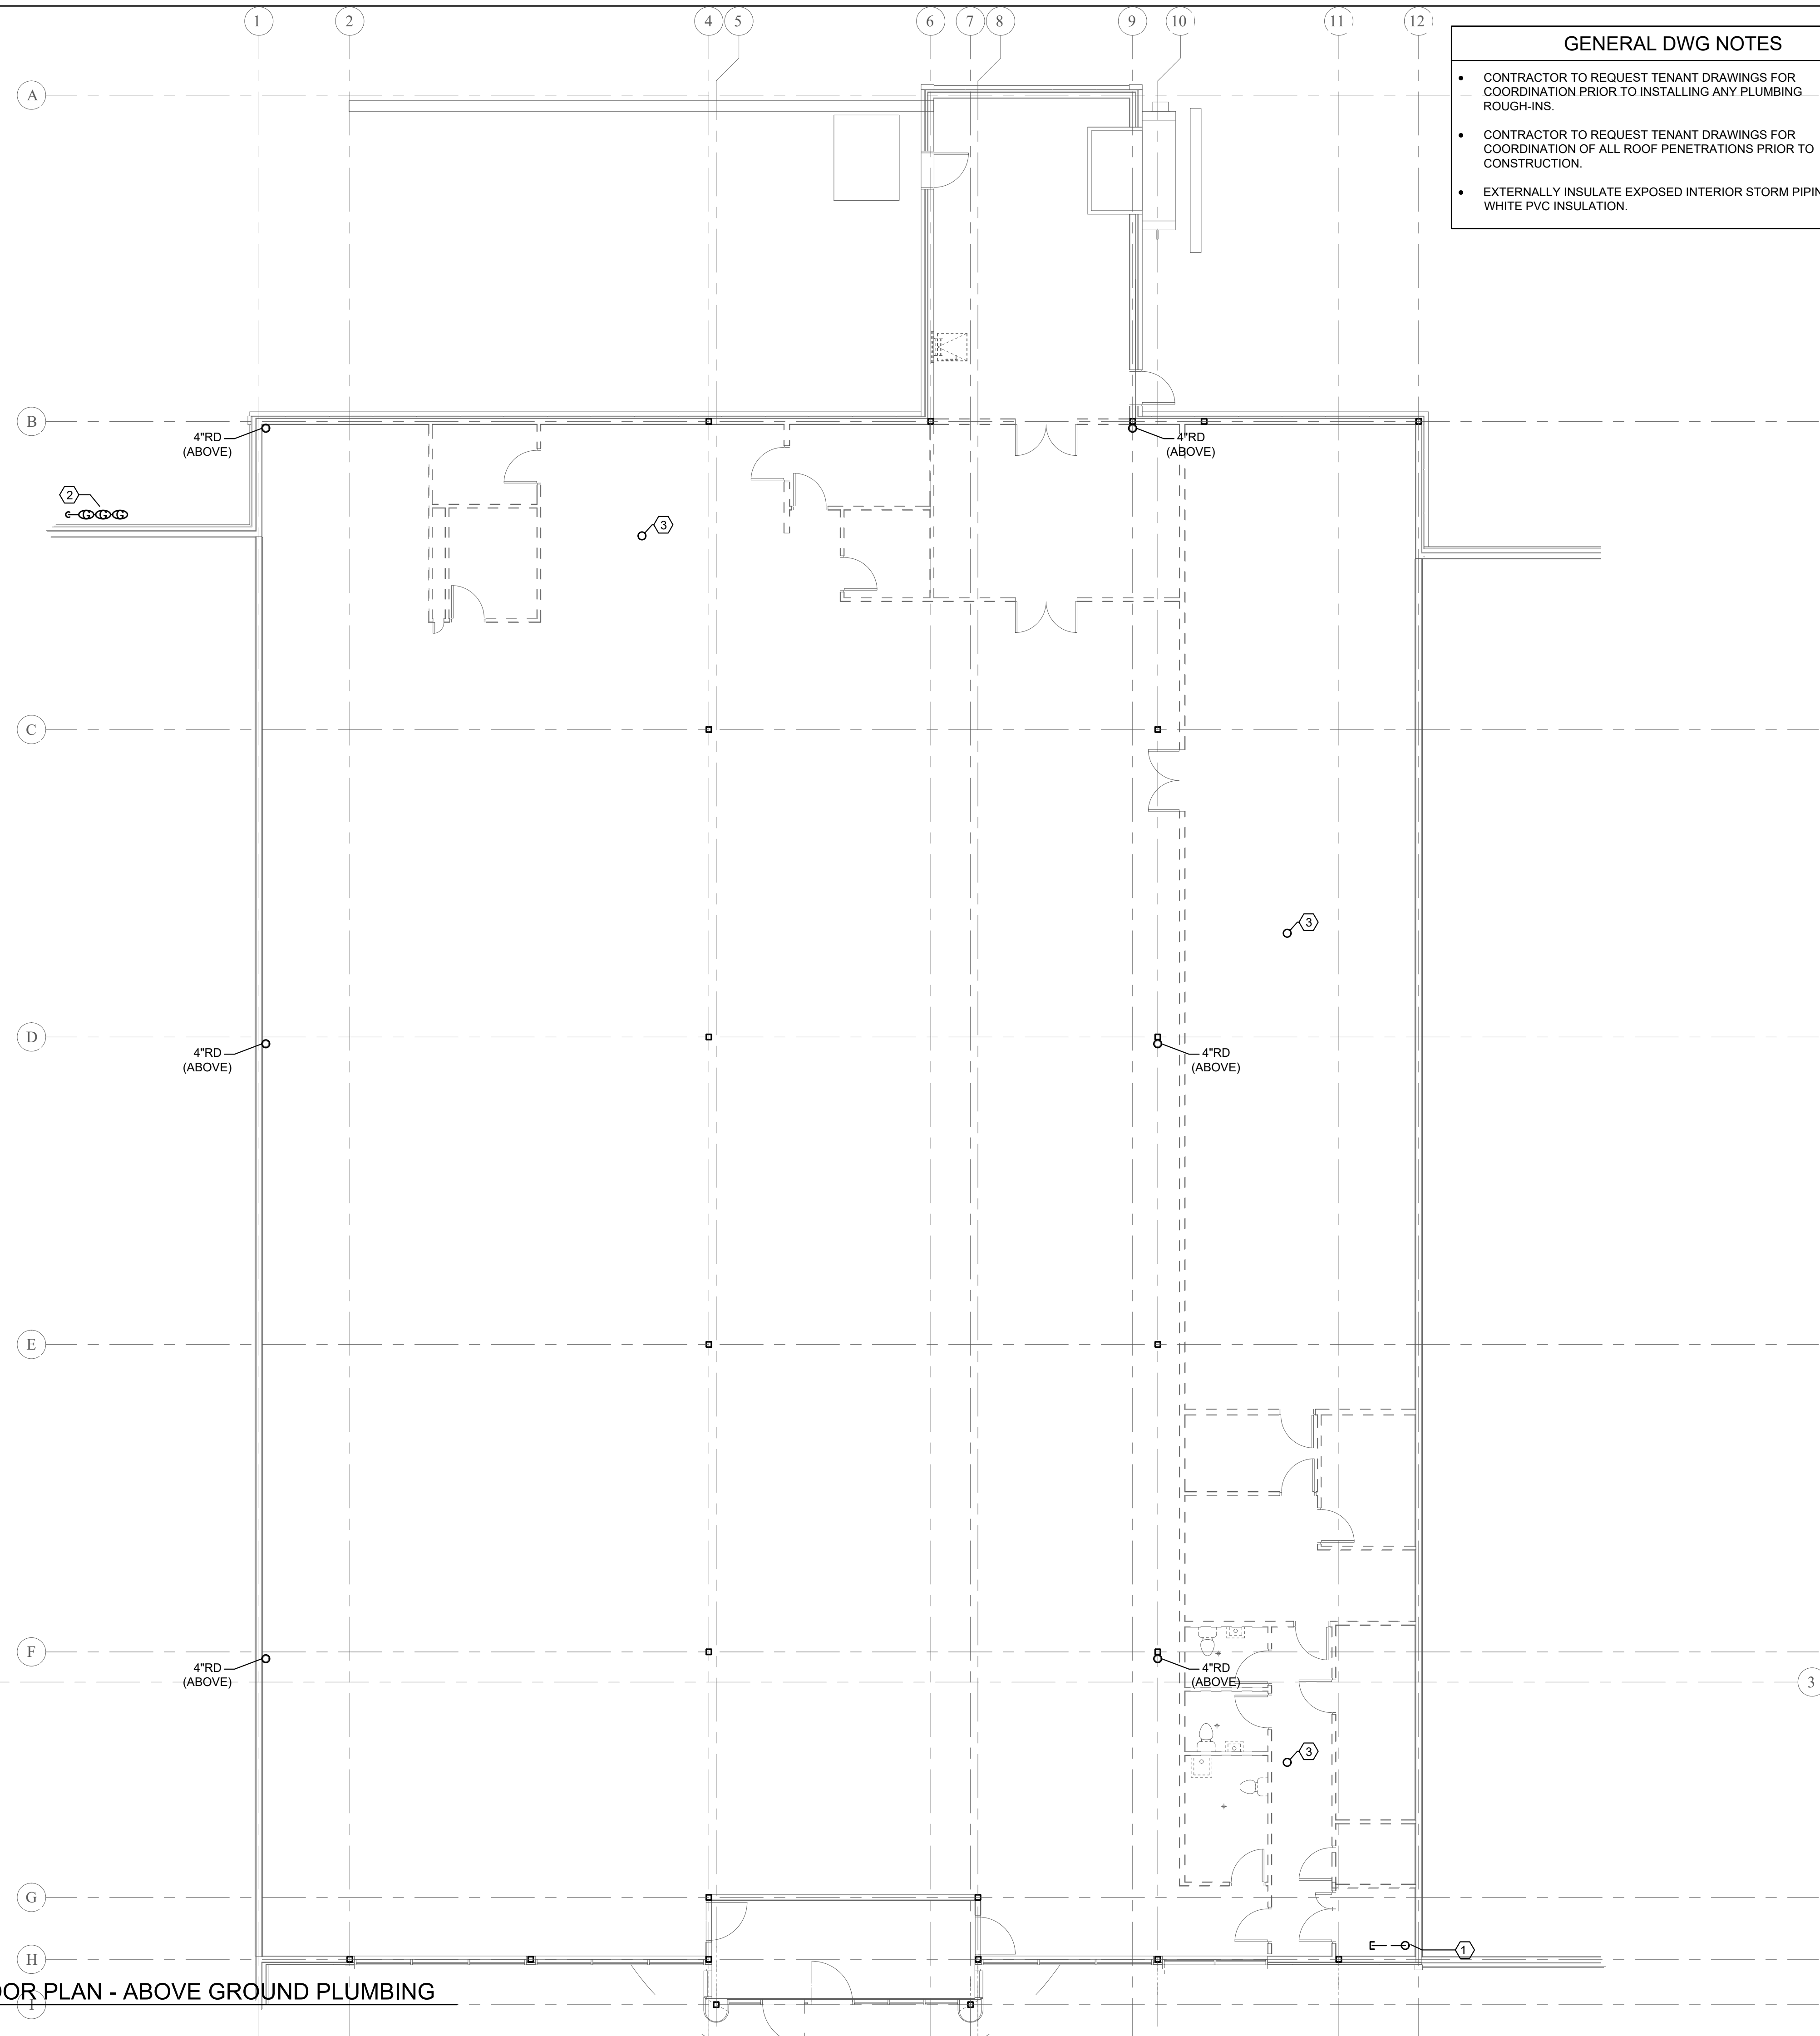 1 2 4 5 6 7 8 9 10 11 12
GENERAL DWG NOTES
• CONTRACTOR TO REQUEST TENANT DRAWINGS FOR
COORDINATION PRIOR TO INSTALLING ANY PLUMBING
ROUGH-INS.
• CONTRACTOR TO REQUEST TENANT DRAWINGS FOR
COORDINATION OF ALL ROOF PENETRATIONS PRIOR TO
CONSTRUCTION.
• EXTERNALLY INSULATE EXPOSED INTERIOR STORM
WHITE PVC INSULATION.
A
B
4"RD
(ABOVE)
4"RD
(ABOVE)
2
G G G
3
C
3
D
4"RD
(ABOVE)
4"RD
(ABOVE)
E
F
4"RD
(ABOVE)
4"RD
(ABOVE)
3
3
G
H
1
PLAN - ABOVE GROUND PLUMBING
I